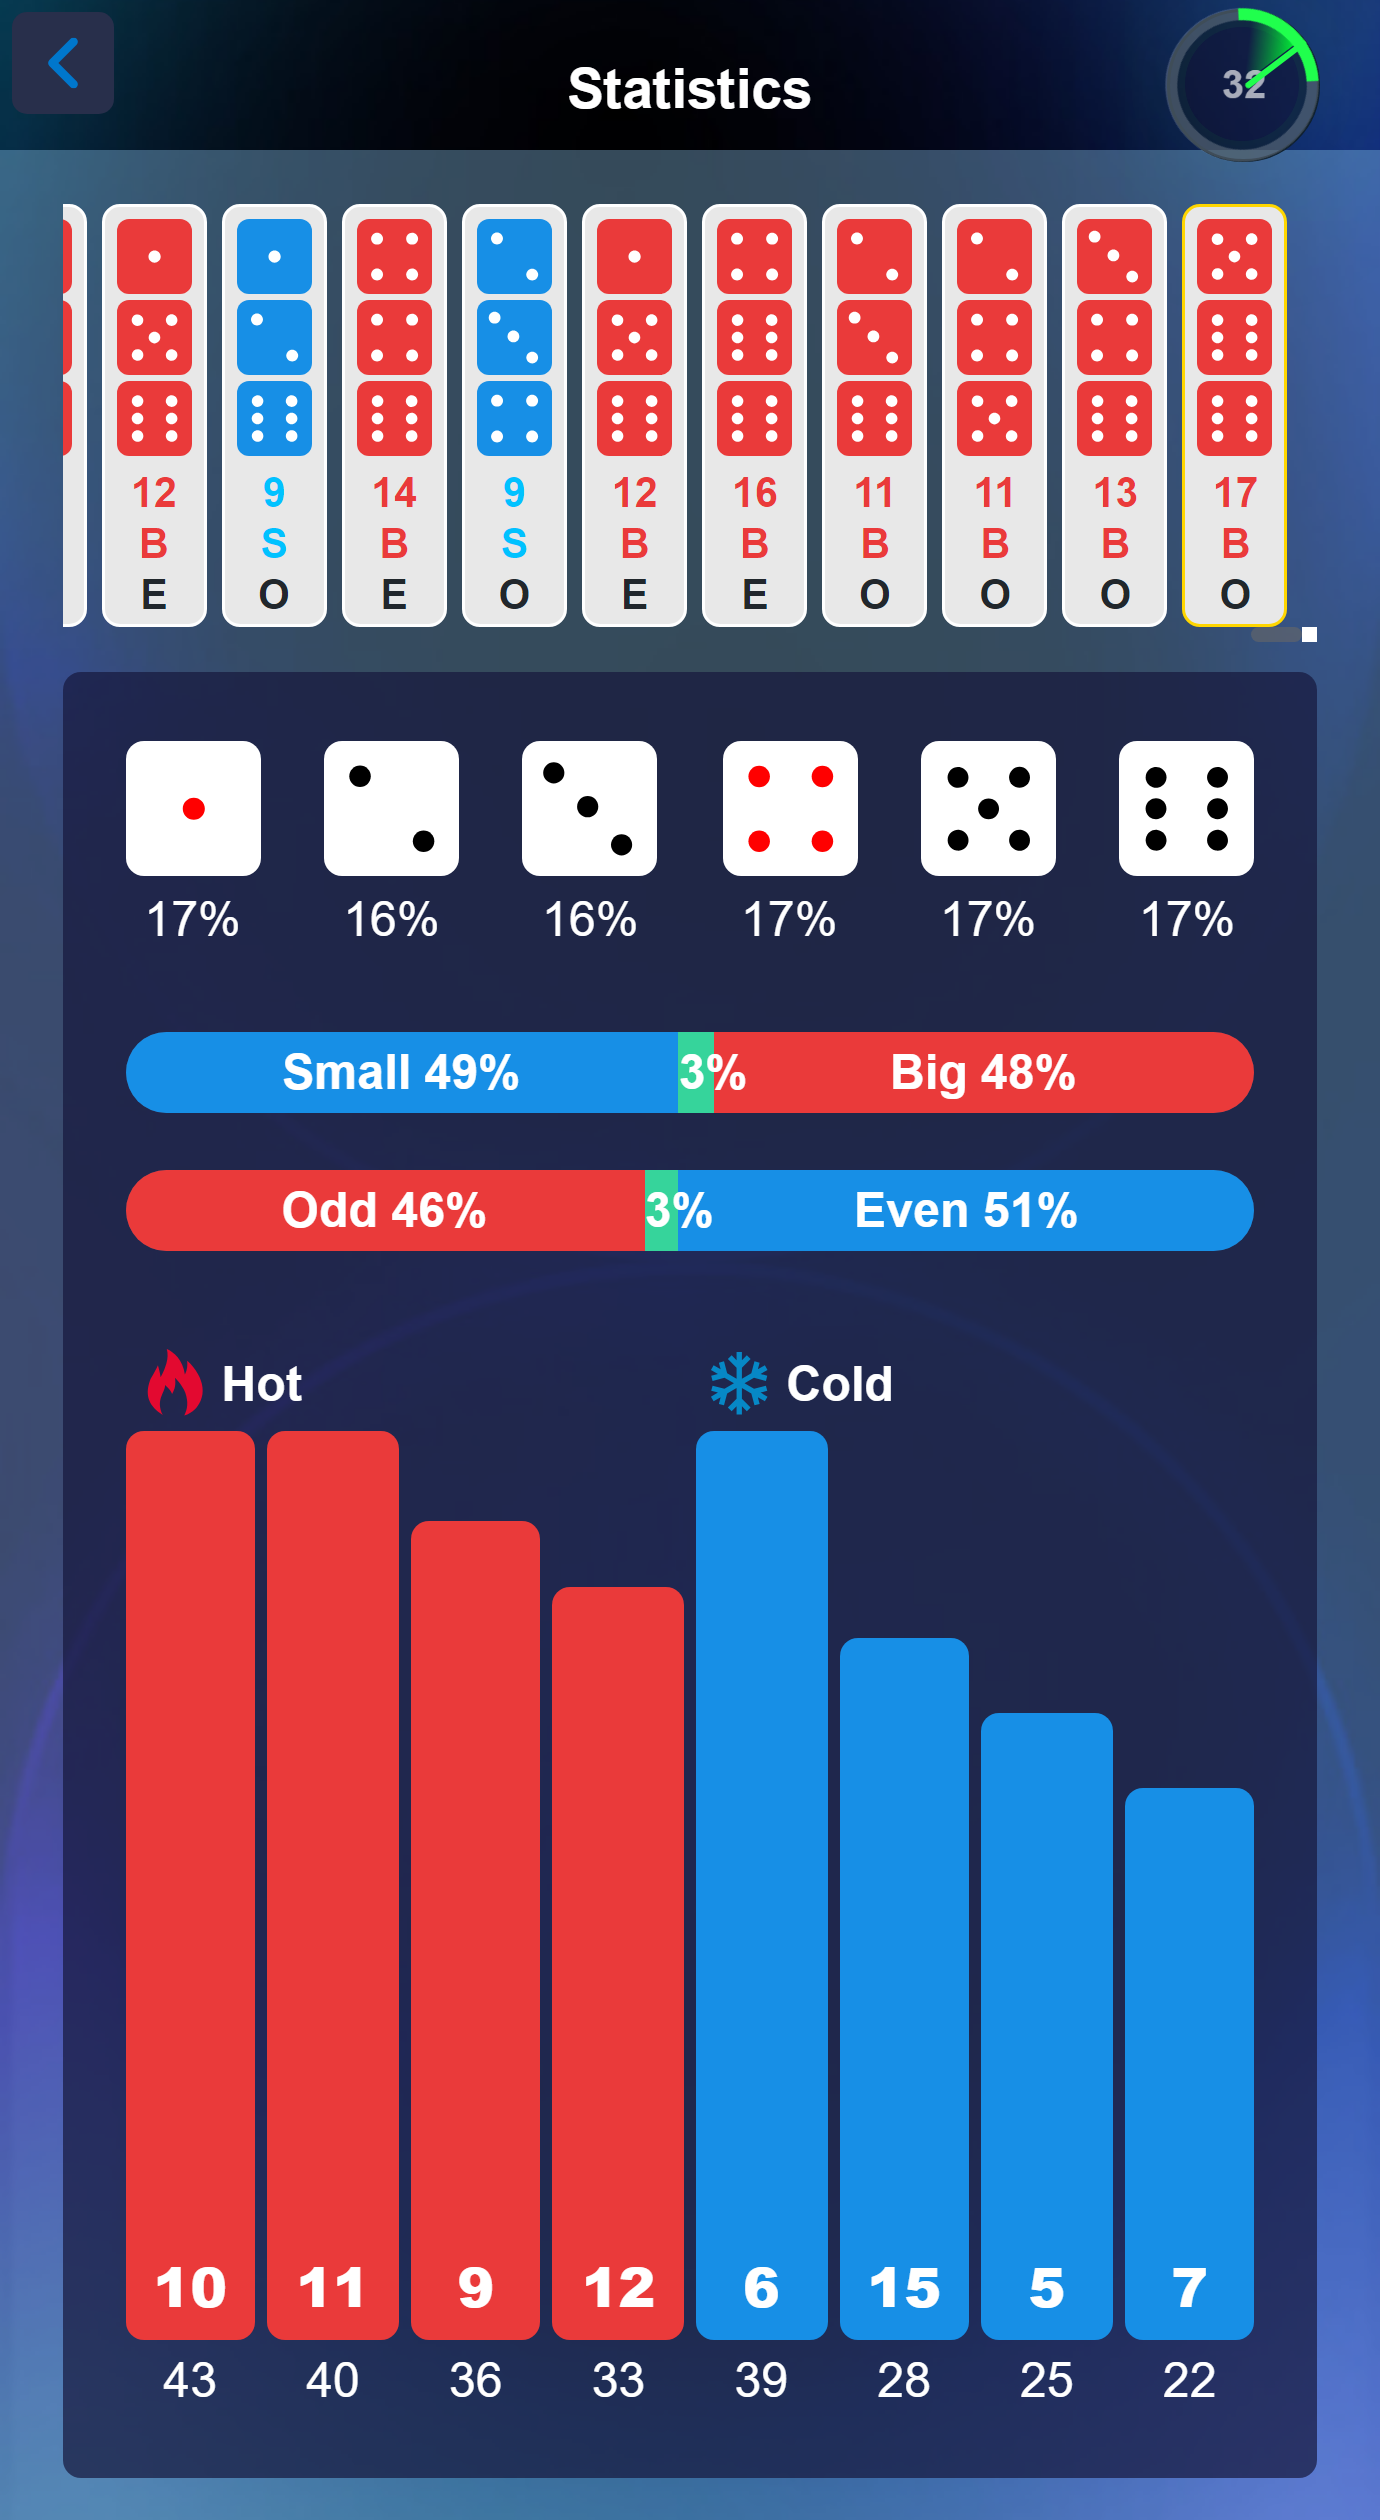 Statistics
32
12 9 14 9 12 16 11 11 13 17
B S B S B B B B B B
E O E O E E O O O O
17% 16% 16% 17% 17% 17%
Small 49% 3% Big 48%
Odd 46% 3% Even 51%
Hot Cold
10 11 9 12 6 15 5 7
43 40 36 33 39 28 25 22